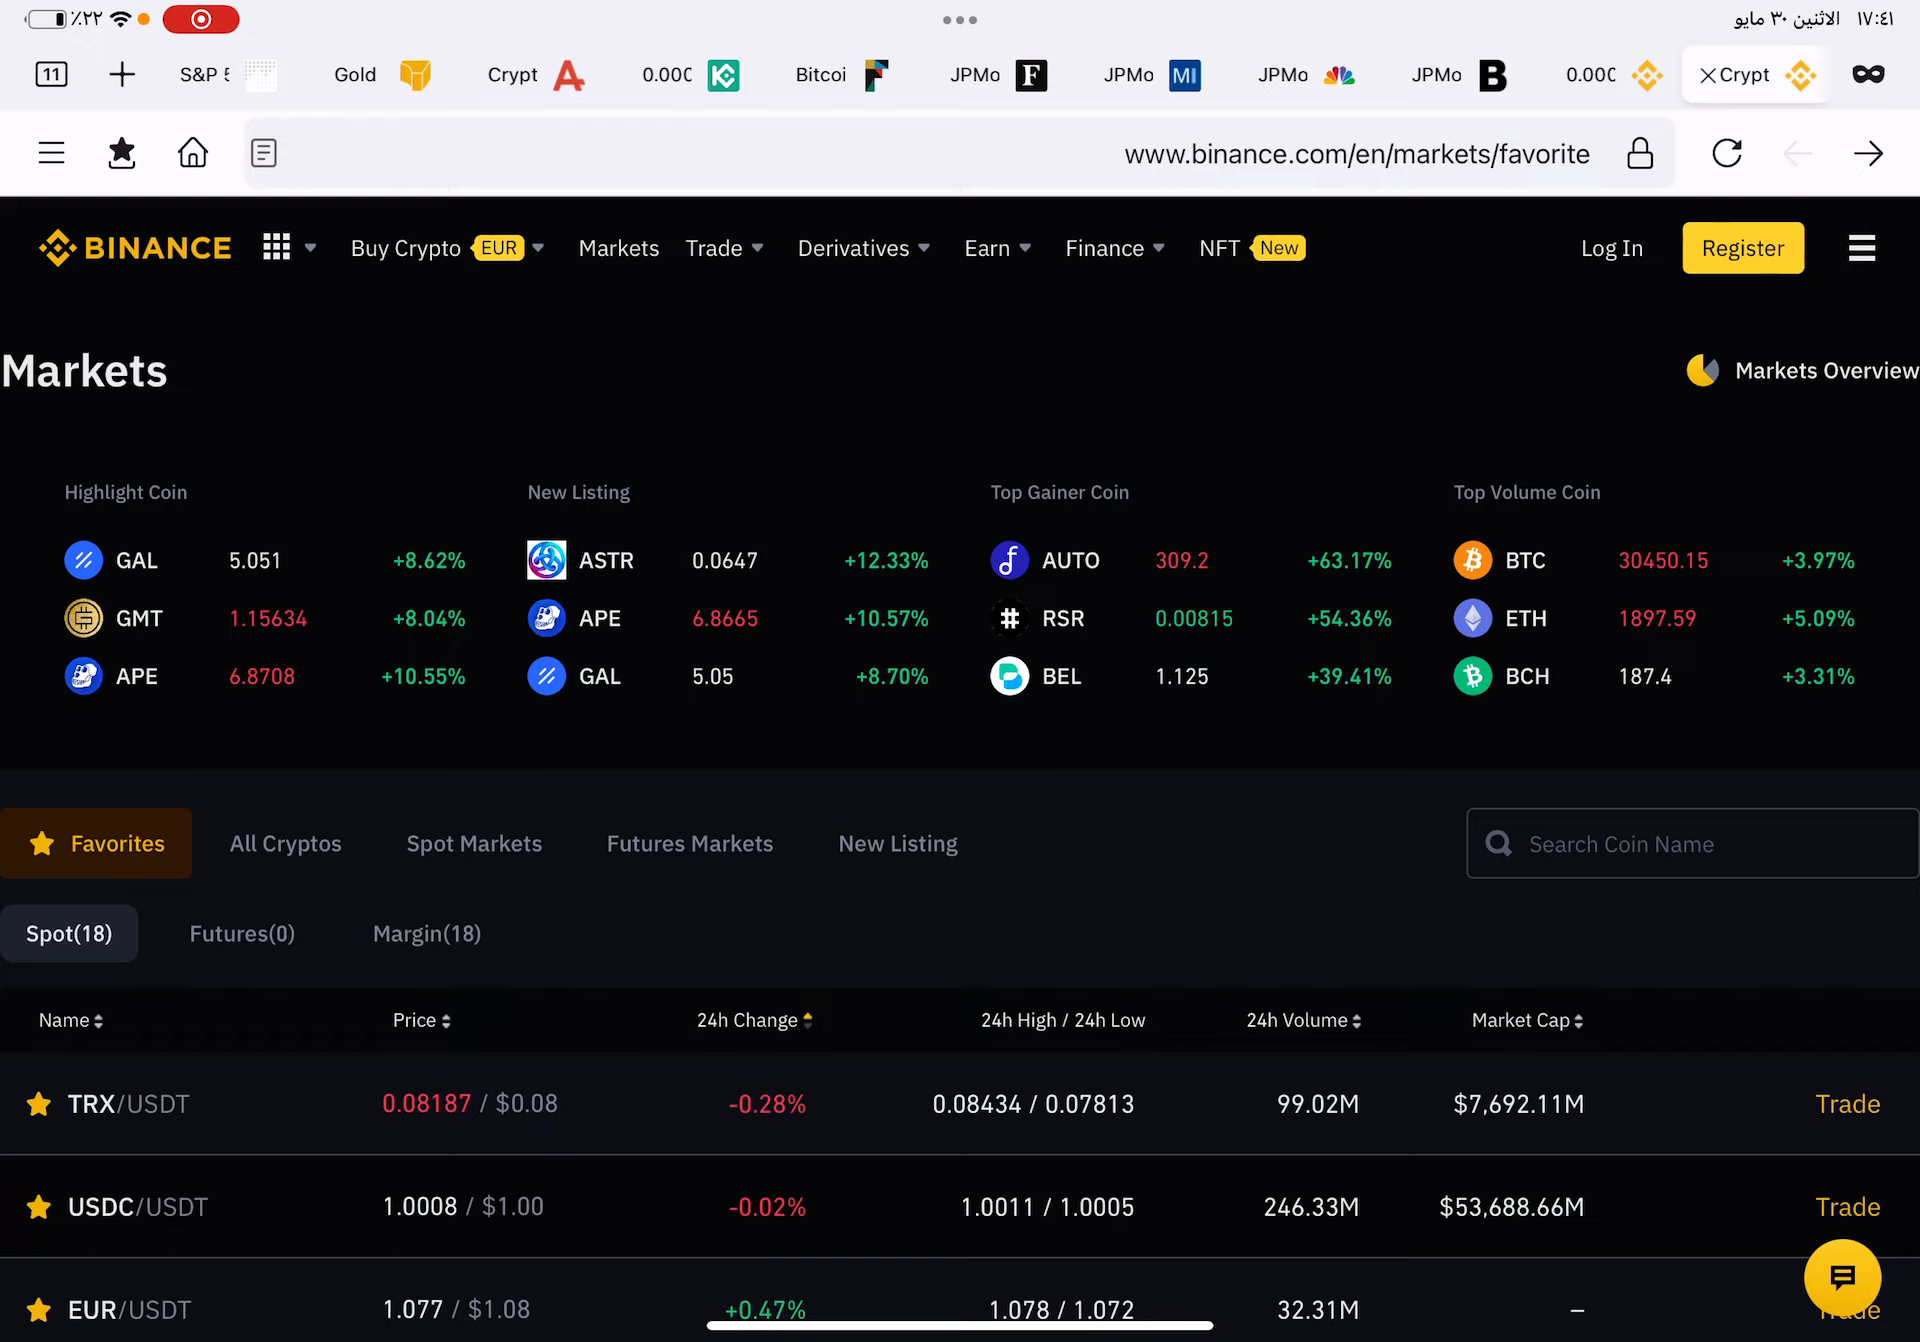 ٪٢٢
١٧:٤١ الاثنين ٣٠ مايو
11
S&P 5
Gold
Crypt
0.00
Bitcoi
JPMo
JPMo
JPMo
JPMo
0.00
Crypt
www.binance.com/en/markets/favorite
BINANCE
Buy Crypto EUR
Markets
Trade
Derivatives
Earn
Finance
NFT New
Log In
Register
Markets
Markets Overview
Highlight Coin
GAL 5.051 +8.62%
GMT 1.15634 +8.04%
APE 6.8708 +10.55%
New Listing
ASTR 0.0647 +12.33%
APE 6.8665 +10.57%
GAL 5.05 +8.70%
Top Gainer Coin
AUTO 309.2 +63.17%
RSR 0.00815 +54.36%
BEL 1.125 +39.41%
Top Volume Coin
BTC 30450.15 +3.97%
ETH 1897.59 +5.09%
BCH 187.4 +3.31%
Favorites
All Cryptos
Spot Markets
Futures Markets
New Listing
Search Coin Name
Spot(18)
Futures(0)
Margin(18)
Name Price 24h Change 24h High / 24h Low 24h Volume Market Cap
TRX/USDT 0.08187 / $0.08 -0.28% 0.08434 / 0.07813 99.02M $7,692.11M Trade
USDC/USDT 1.0008 / $1.00 -0.02% 1.0011 / 1.0005 246.33M $53,688.66M Trade
EUR/USDT 1.077 / $1.08 +0.47% 1.078 / 1.072 32.31M – Trade